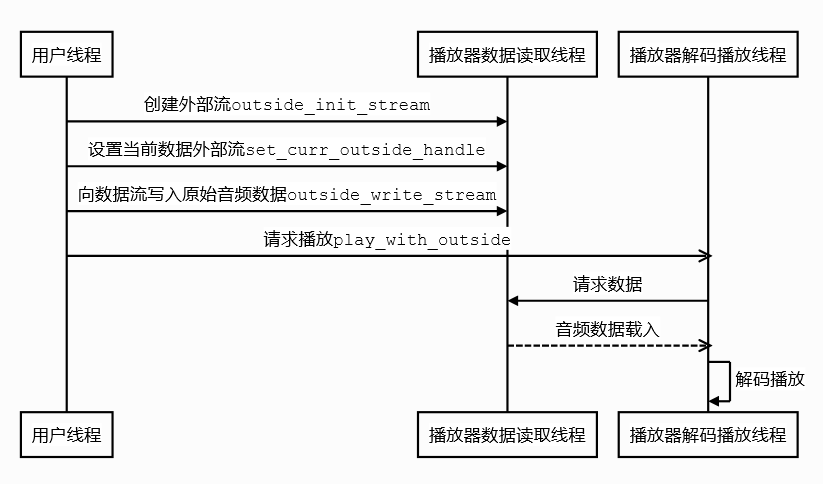 用户线程
播放器数据读取线程
播放器解码播放线程
创建外部流outside_init_stream
设置当前数据外部流set_curr_outside_handle
向数据流写入原始音频数据outside_write_stream
请求播放play_with_outside
请求数据
音频数据载入
解码播放
用户线程
播放器数据读取线程
播放器解码播放线程